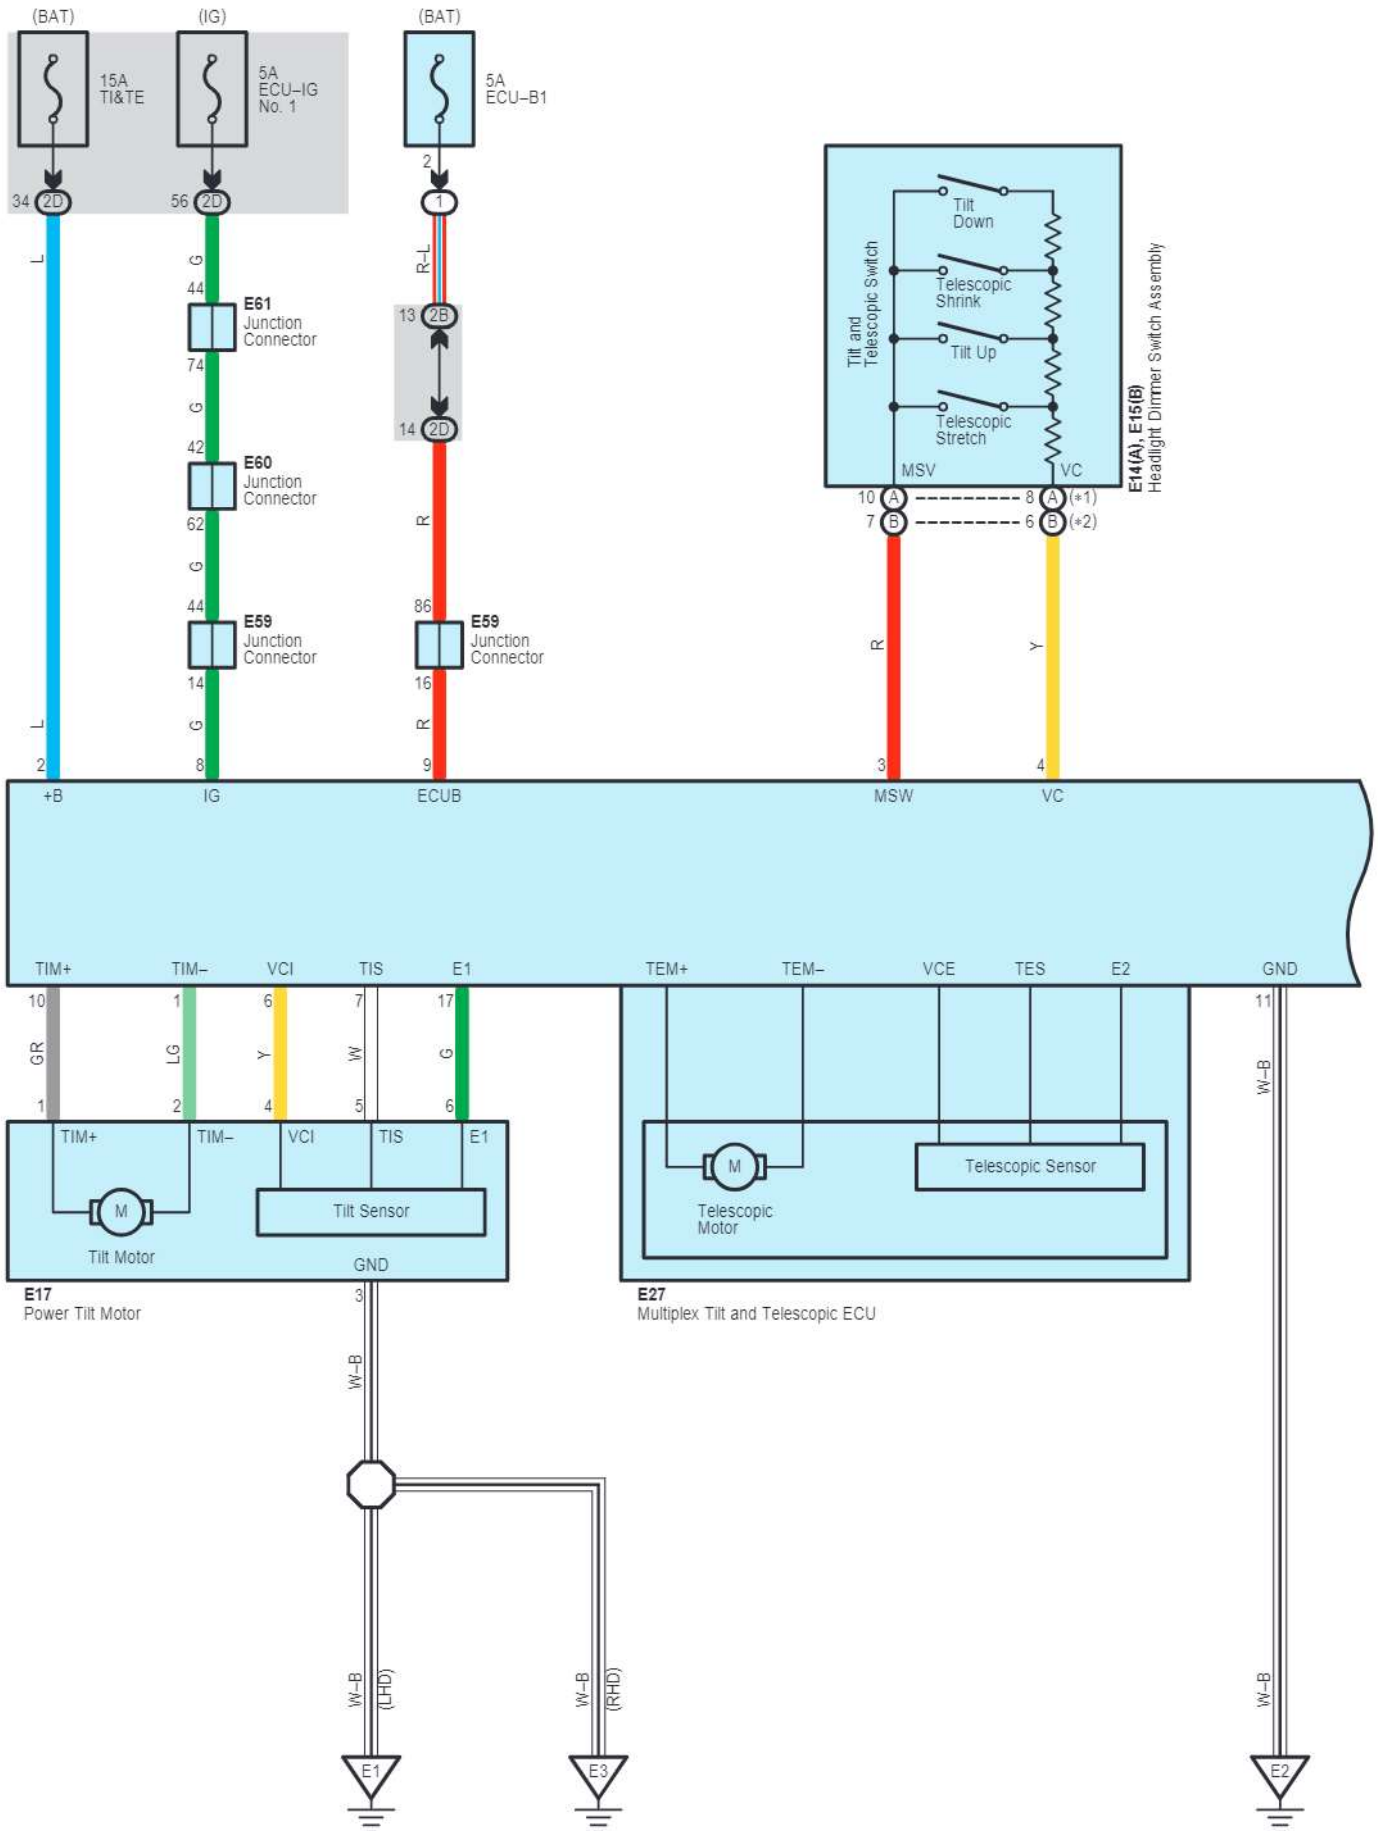 (BAT)
(IG)
(BAT)
15A
TI&TE
5A
ECU–IG
No. 1
5A
ECU–B1
2
34 2D
56 2D
1
L
G
R–L
44
E61
Junction
Connector
74
13 2B
G
14 2D
42
E60
Junction
Connector
62
R
G
44
E59
Junction
Connector
14
86
E59
Junction
Connector
16
L
G
R
Tilt and
Telescopic Switch
Tilt
Down
Telescopic
Shrink
Tilt Up
Telescopic
Stretch
MSV
VC
E14(A), E15(B)
Headlight Dimmer Switch Assembly
10 A
8 A (∗1)
7 B
6 B (∗2)
R
Y
2
8
9
3
4
+B
IG
ECUB
MSW
VC
TIM+
TIM–
VCI
TIS
E1
TEM+
TEM–
VCE
TES
E2
GND
10
1
6
7
17
11
GR
LG
Y
W
G
W–B
1
2
4
5
6
TIM+
TIM–
VCI
TIS
E1
M
Tilt Motor
Tilt Sensor
GND
M
Telescopic
Motor
Telescopic Sensor
E17
Power Tilt Motor
3
E27
Multiplex Tilt and Telescopic ECU
W–B
W–B
(LHD)
W–B
(RHD)
W–B
E1
E3
E2